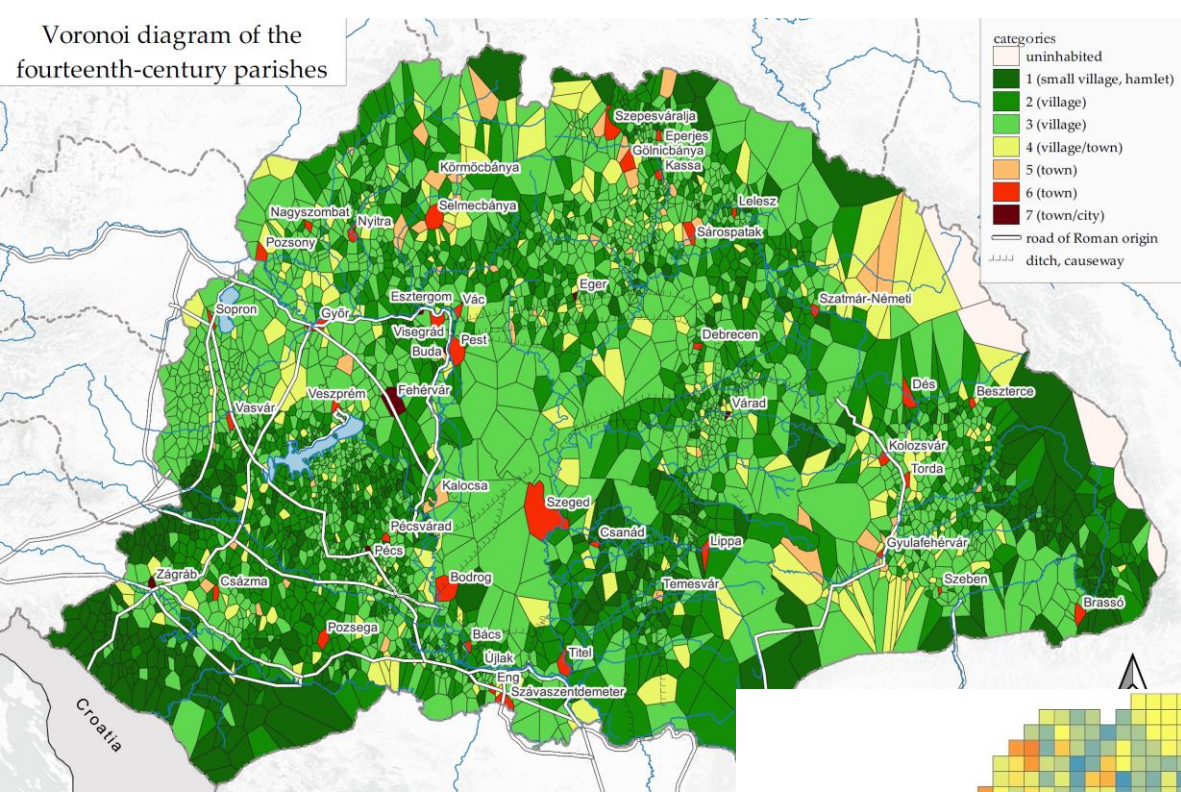 Voronoi diagram of the
fourteenth-century parishes
categories
uninhabited
1 (small village, hamlet)
2 (village)
3 (village)
4 (village/town)
5 (town)
6 (town)
7 (town/city)
road of Roman origin
ditch, causeway
Szepesváralja
Eperjes
Gölnicbánya
Kassa
Körmöcbánya
Selmecbánya
Lelesz
Nagyszombat
Nyitra
Sárospatak
Pozsony
Eger
Esztergom
Vác
Szatmár-Németi
Sopron
Győr
Visegrád
Pest
Buda
Debrecen
Veszprém
Fehérvár
Dés
Beszterce
Vasvár
Várad
Kolozsvár
Torda
Kalocsa
Szeged
Pécsvárad
Csanád
Lippa
Gyulafehérvár
Pécs
Zágráb
Császma
Bodrog
Temesvár
Szeben
Brassó
Pozsega
Bács
Titel
Újlak
Eng
Szávaszentdemeter
Croatia